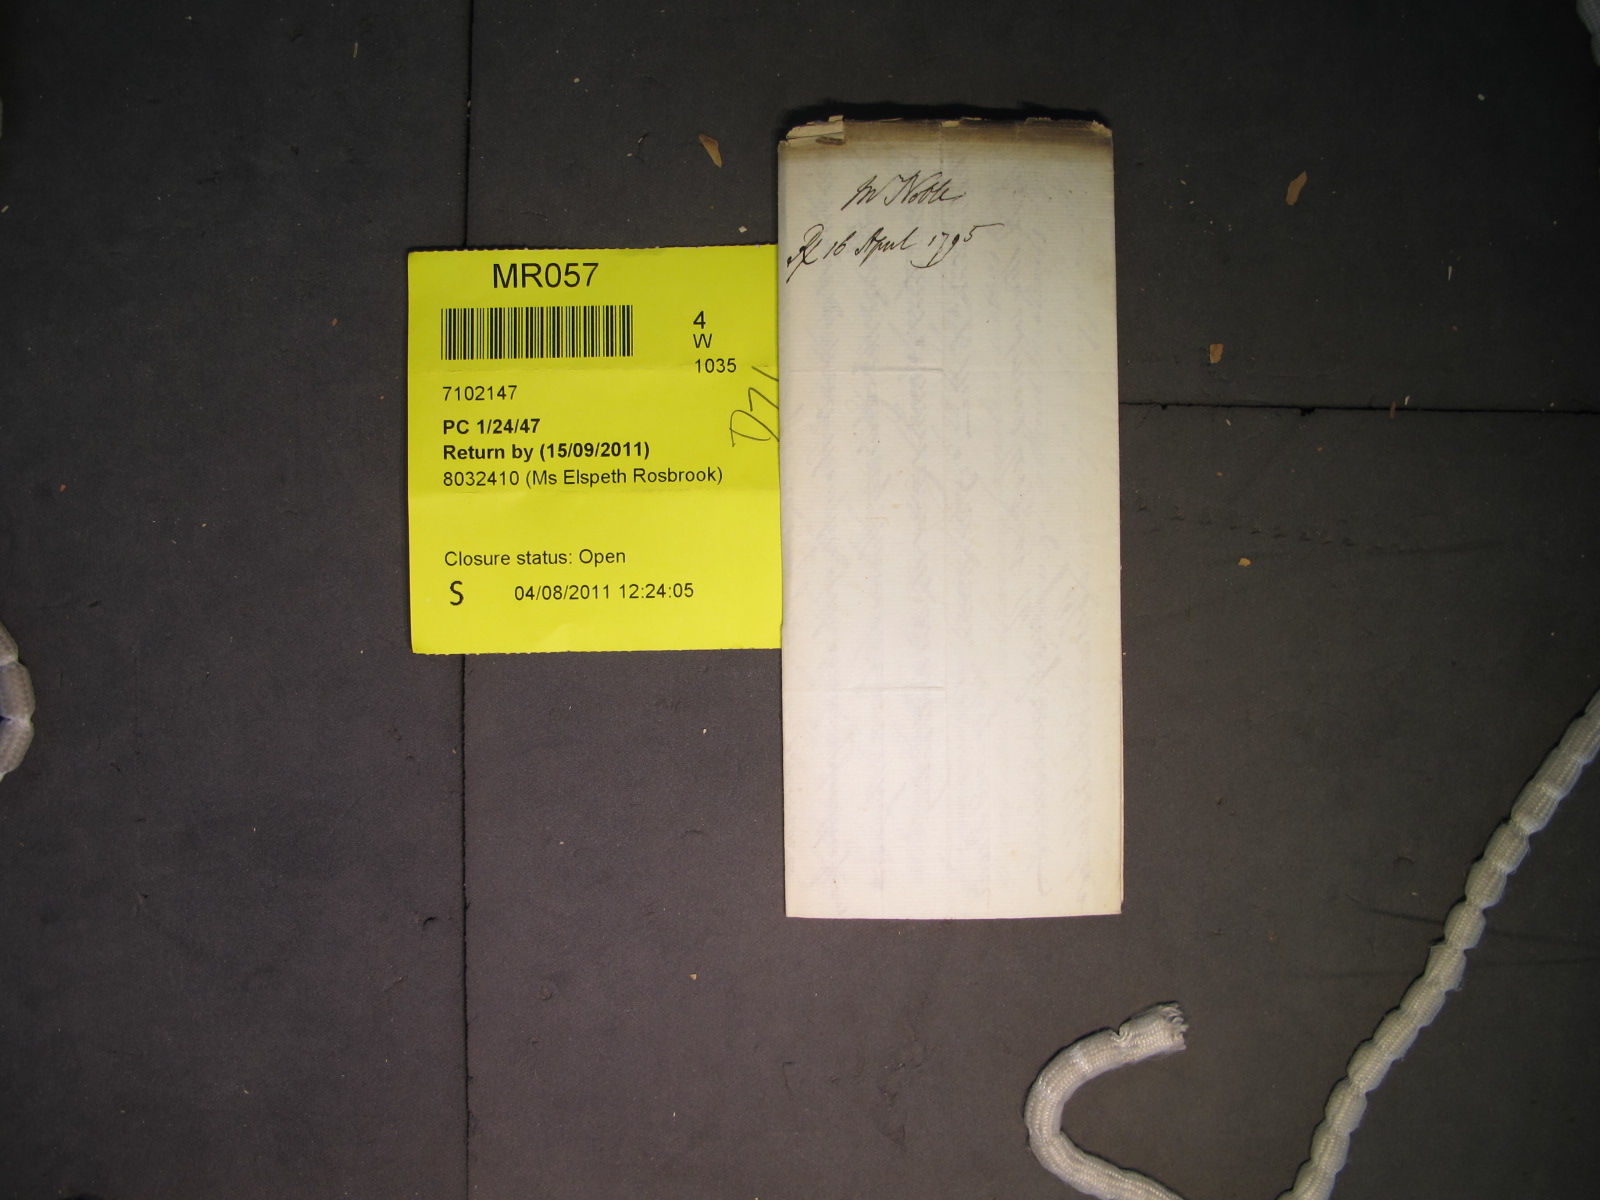 MR057
4
W
1035
7102147
PC 1/24/47
Return by (15/09/2011)
8032410 (Ms Elspeth Rosbrook)
Closure status: Open
S 04/08/2011 12:24:05
D71
Mr Noble
16 April 1795